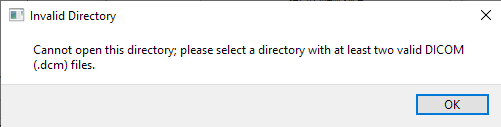 Invalid Directory
Cannot open this directory; please select a directory with at least two valid DICOM
(.dcm) files.
OK